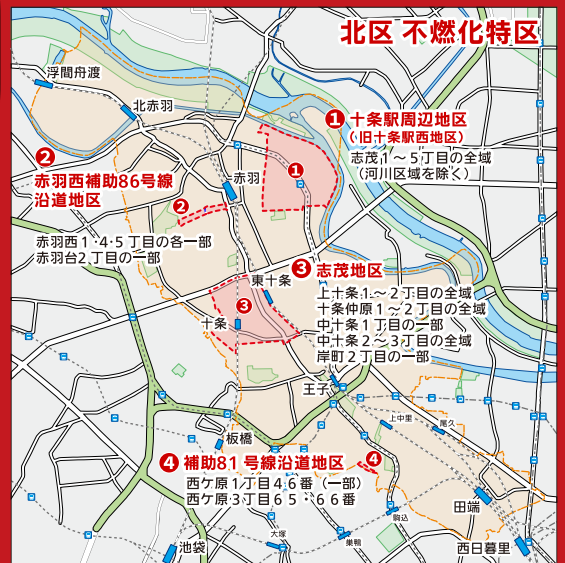 北区 不燃化特区
浮間舟渡
北赤羽
❶ 十条駅周辺地区
(旧十条駅西地区)
志茂1～5丁目の全域
(河川区域を除く)
❶
❷
赤羽西補助86号線
沿道地区
赤羽
❷
赤羽西1・4・5丁目の各一部
赤羽台2丁目の一部
❸ 志茂地区
東十条
上十条1～2丁目の全域
十条仲原1～2丁目の全域
中十条1丁目の一部
中十条2～3丁目の全域
岸町2丁目の一部
❸
十条
王子
上中里
尾久
板橋
❹ 補助81号線沿道地区
西ケ原1丁目46番(一部)
西ケ原3丁目65・66番
❹
田端
駒込
大塚
巣鴨
池袋
西日暮里